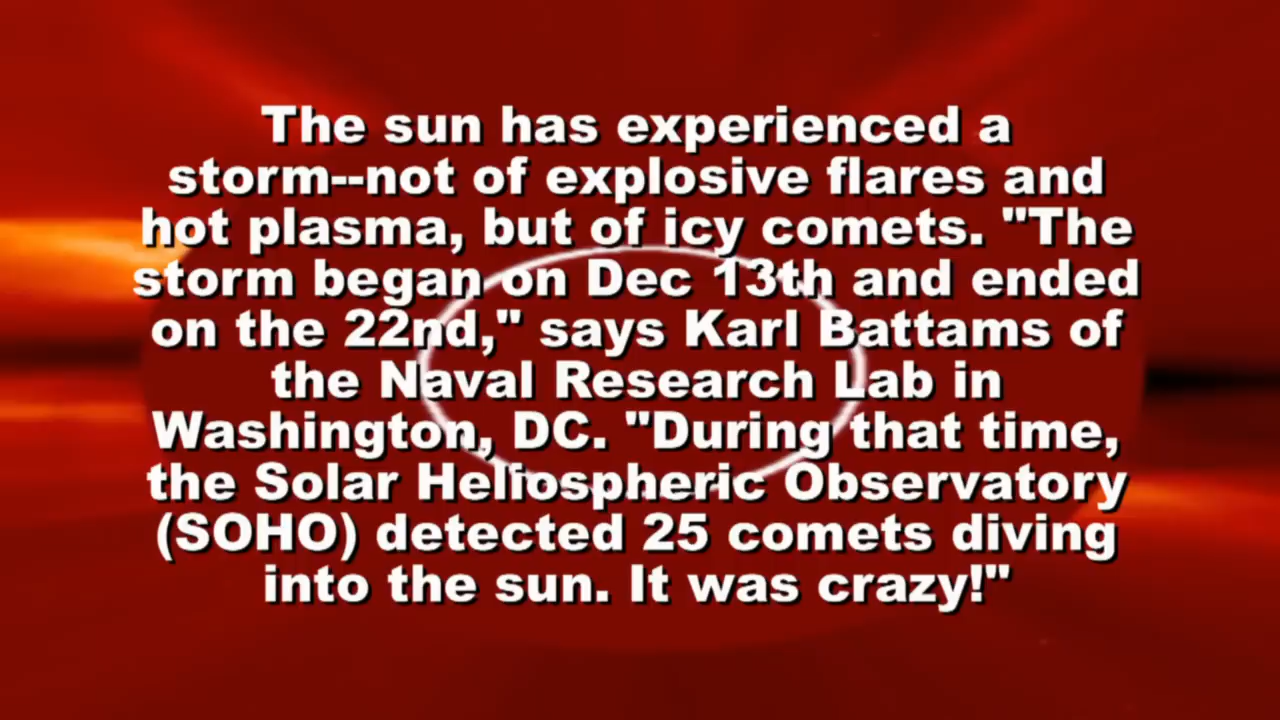 The sun has experienced a
storm--not of explosive flares and
hot plasma, but of icy comets. "The
storm began on Dec 13th and ended
on the 22nd," says Karl Battams of
the Naval Research Lab in
Washington, DC. "During that time,
the Solar Heliospheric Observatory
(SOHO) detected 25 comets diving
into the sun. It was crazy!"